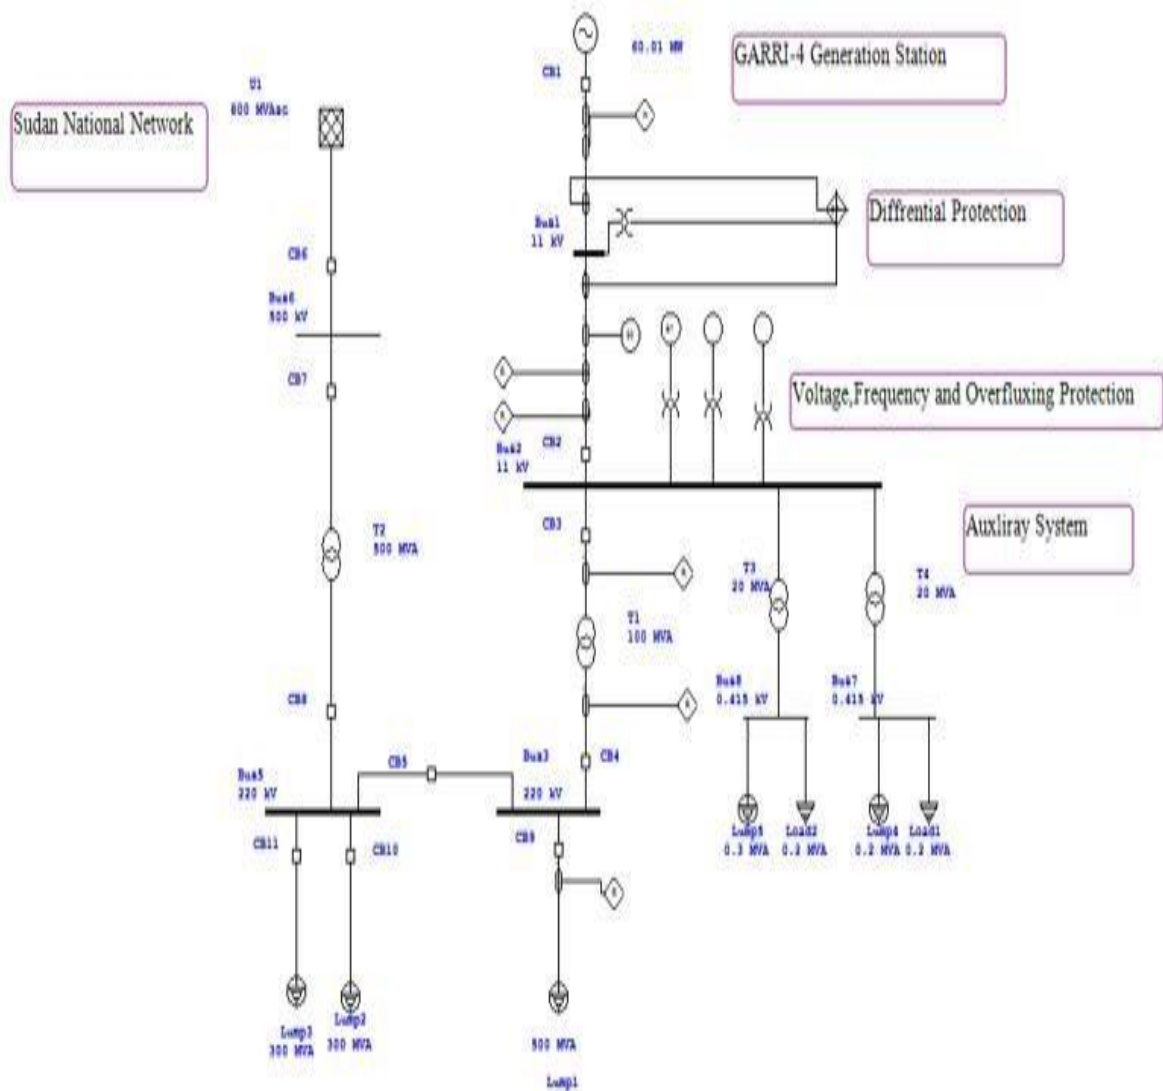 60.01 MW
GARRI-4 Generation Station
CB1
U1
600 MVAsc
Sudan National Network
Diffrential Protection
Bus1
11 kV
CB6
Bus6
500 kV
CB7
Voltage,Frequency and Overfluxing Protection
CB2
Bus2
11 kV
CB3
Auxliray System
T2
500 MVA
T3
20 MVA
T4
20 MVA
T1
100 MVA
Bus8
0.415 kV
Bus7
0.415 kV
CB8
CB5
Bus3
220 kV
CB4
Bus5
220 kV
CB11
CB10
CB9
Lump5
0.3 MVA
Load2
0.2 MVA
Lump4
0.2 MVA
Load1
0.2 MVA
Lump3
300 MVA
Lump2
300 MVA
500 MVA
Lump1